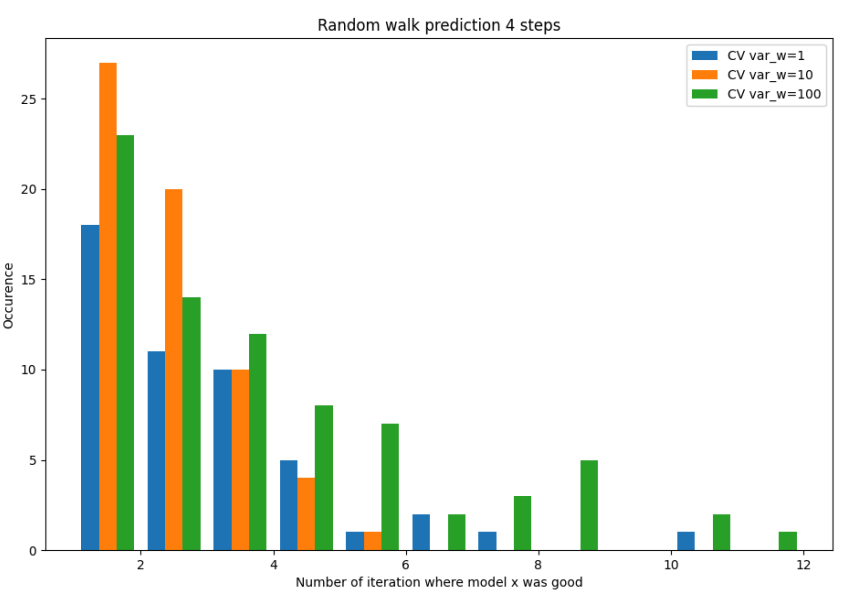 Random walk prediction 4 steps
CV var_w=1
CV var_w=10
CV var_w=100
Occurence
25
20
15
10
5
0
2 4 6 8 10 12
Number of iteration where model x was good